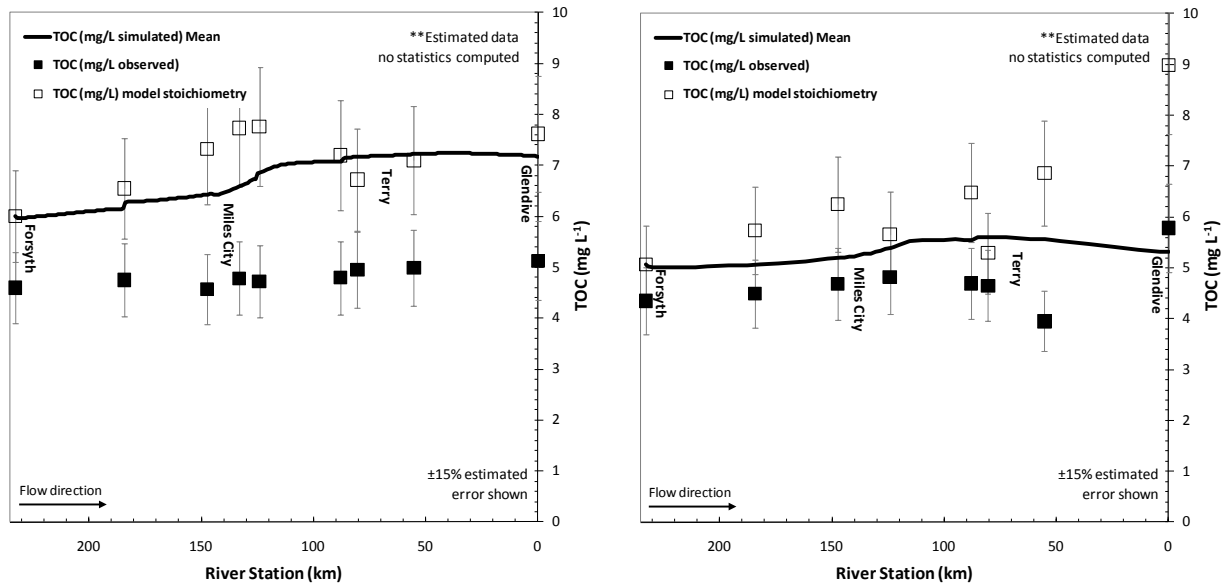 TOC (mg/L simulated) Mean
TOC (mg/L observed)
TOC (mg/L) model stoichiometry
**Estimated data
no statistics computed
Forsyth
Miles City
Terry
Glendive
±15% estimated
error shown
Flow direction
10
9
8
7
6
5
4
3
2
1
0
TOC (mg L-1)
200
150
100
50
0
River Station (km)
TOC (mg/L simulated) Mean
TOC (mg/L observed)
TOC (mg/L) model stoichiometry
**Estimated data
no statistics computed
Forsyth
Miles City
Terry
Glendive
±15% estimated
error shown
Flow direction
10
9
8
7
6
5
4
3
2
1
0
TOC (mg L-1)
200
150
100
50
0
River Station (km)